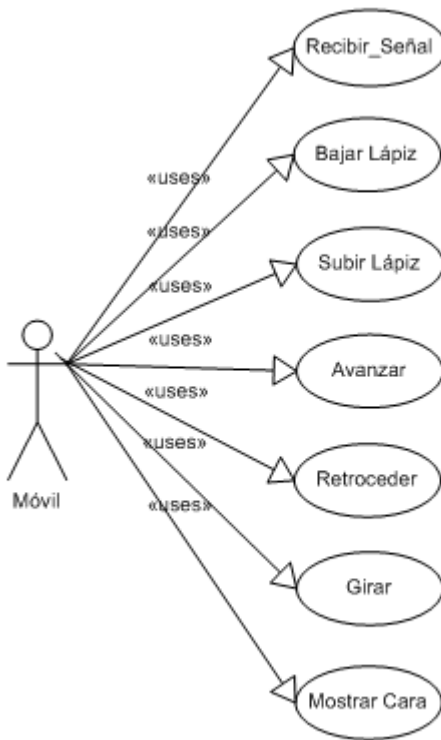 Recibir_Señal
«uses»
Bajar Lápiz
«uses»
Subir Lápiz
«uses»
«uses»
Avanzar
«uses»
Retroceder
«uses»
Móvil
«uses»
Girar
Mostrar Cara